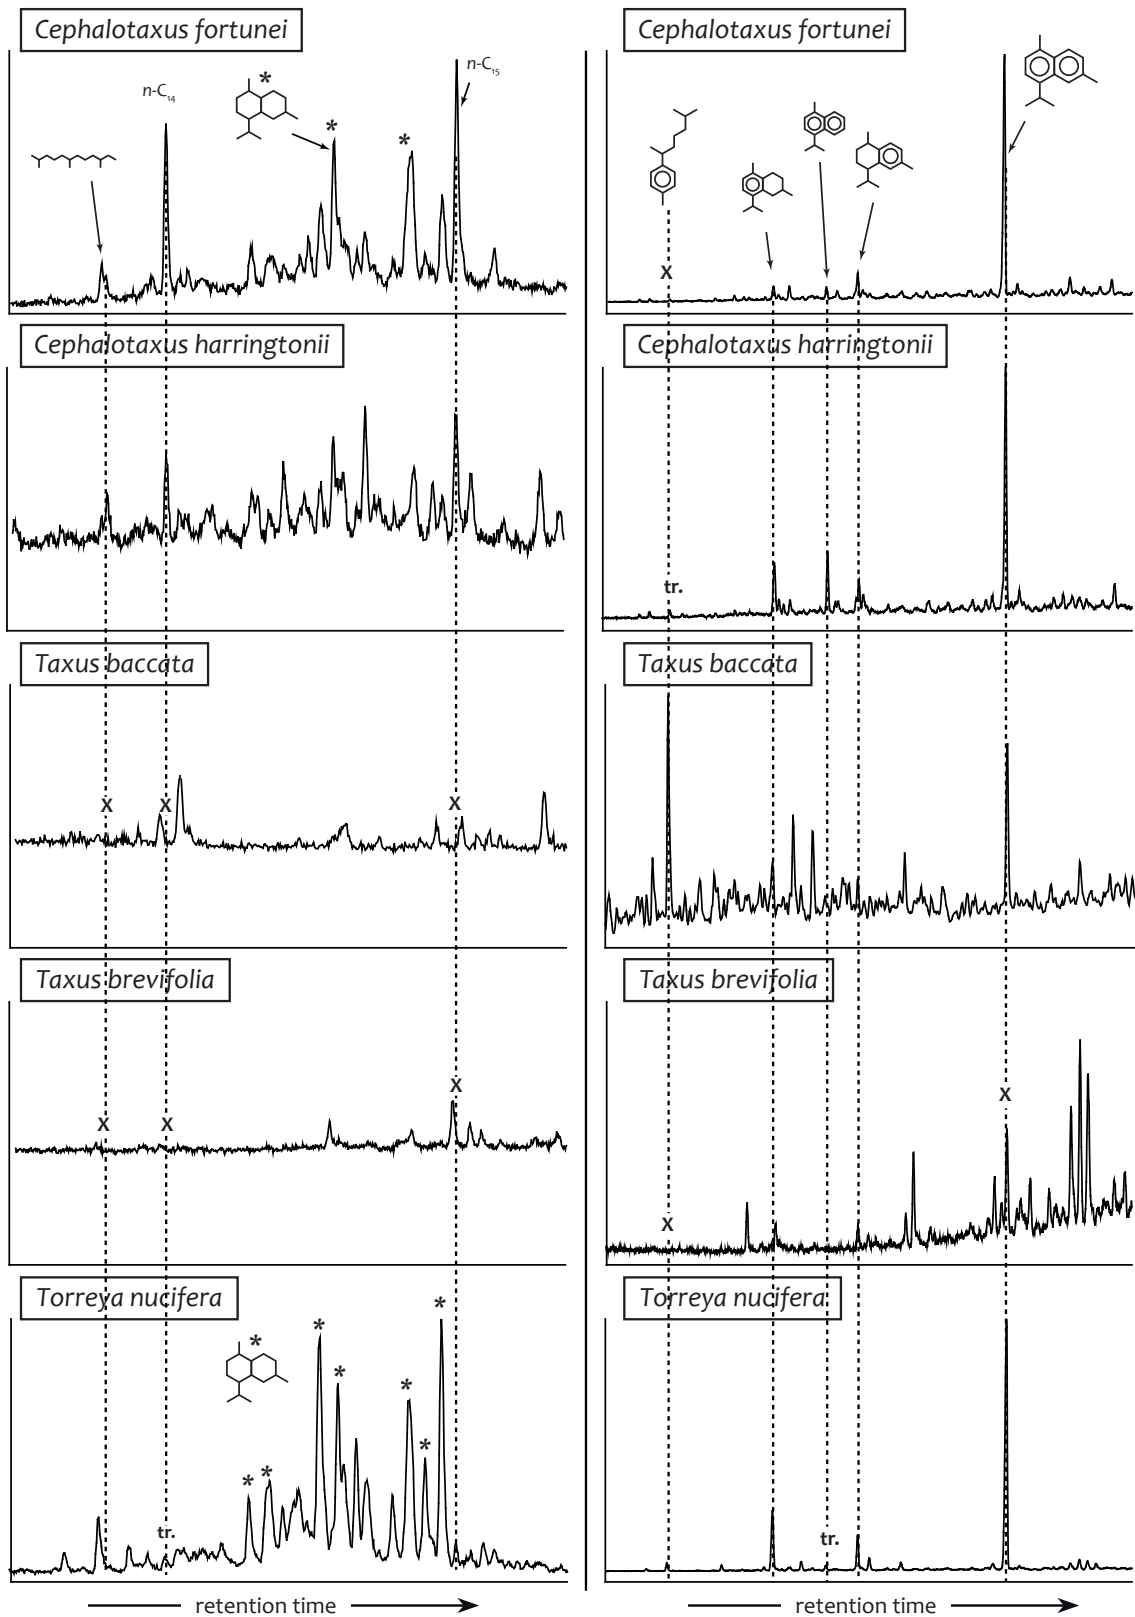 Cephalotaxus fortunei
n-C₁₄
*
*
*
n-C₁₅
Cephalotaxus harringtonii
Taxus baccata
X
X
X
Taxus brevifolia
X
X
X
Torreya nucifera
*
*
*
*
*
*
*
*
tr.
retention time
Cephalotaxus fortunei
X
Cephalotaxus harringtonii
tr.
Taxus baccata
Taxus brevifolia
X
X
Torreya nucifera
tr.
retention time